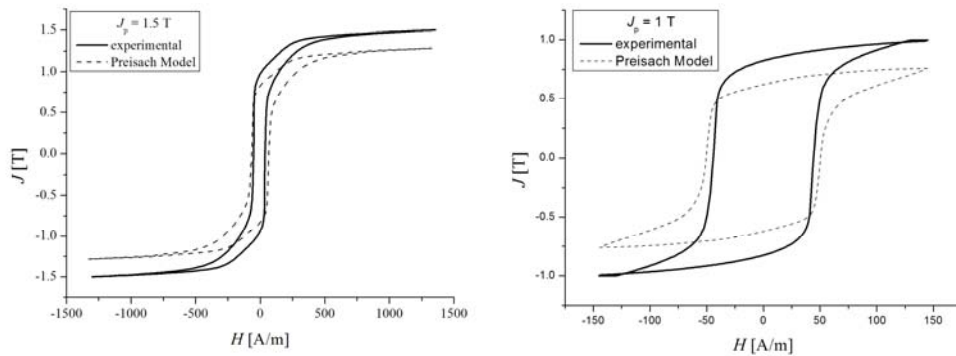 J_p = 1.5 T
experimental
Preisach Model
1.5
1.0
0.5
0.0
-0.5
-1.0
-1.5
J [T]
-1500 -1000 -500 0 500 1000 1500
H [A/m]
J_p = 1 T
experimental
Preisach Model
1.0
0.5
0.0
-0.5
-1.0
J [T]
-150 -100 -50 0 50 100 150
H [A/m]